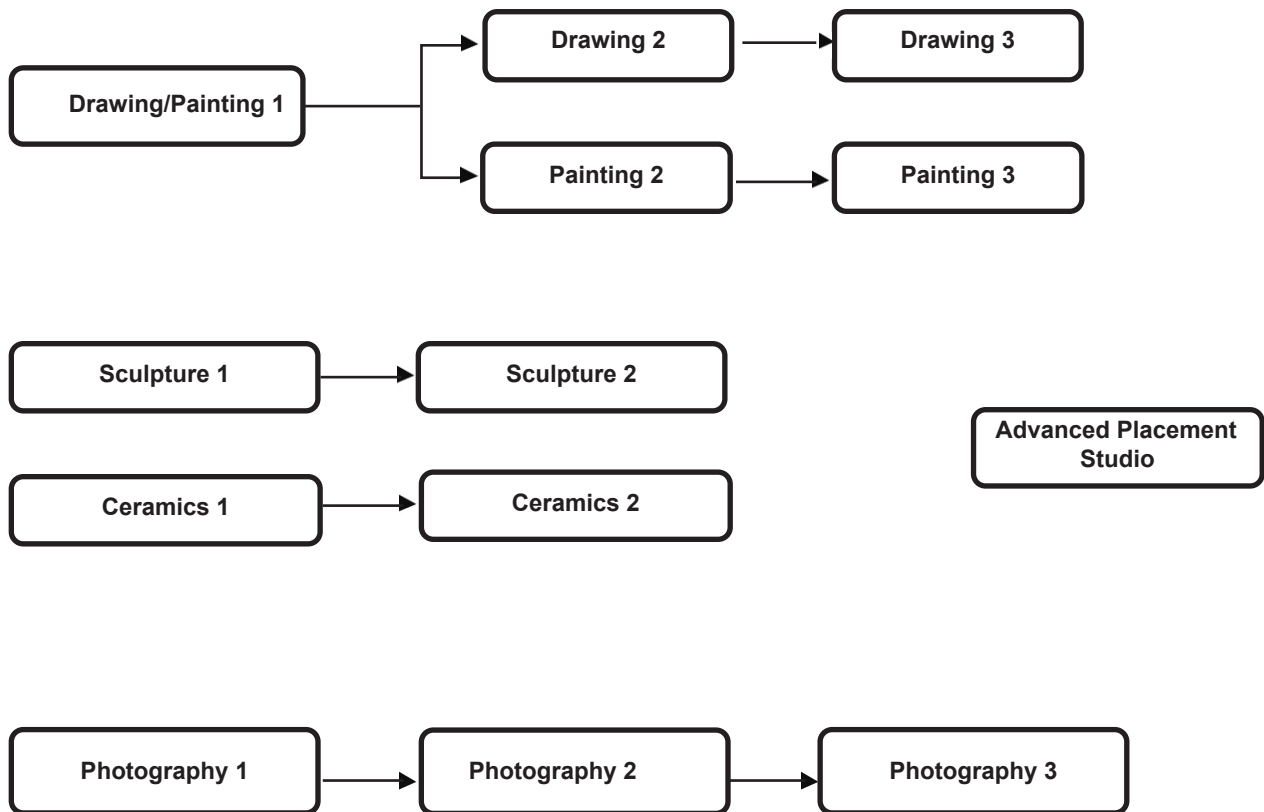 Drawing 2
Drawing 3
Drawing/Painting 1
Painting 2
Painting 3
Sculpture 1
Sculpture 2
Advanced Placement
Studio
Ceramics 1
Ceramics 2
Photography 1
Photography 2
Photography 3